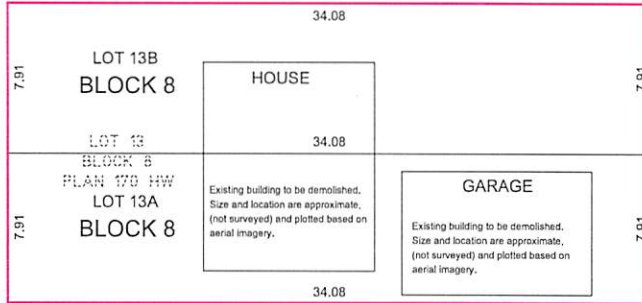 34.08
7.91
LOT 13B
BLOCK 8
HOUSE
7.91
LOT 13
BLOCK 8
PLAN 170 HW
34.08
7.91
LOT 13A
BLOCK 8
Existing building to be demolished.
Size and location are approximate,
(not surveyed) and plotted based on
aerial imagery.
GARAGE
Existing building to be demolished.
Size and location are approximate,
(not surveyed) and plotted based on
aerial imagery.
7.91
34.08